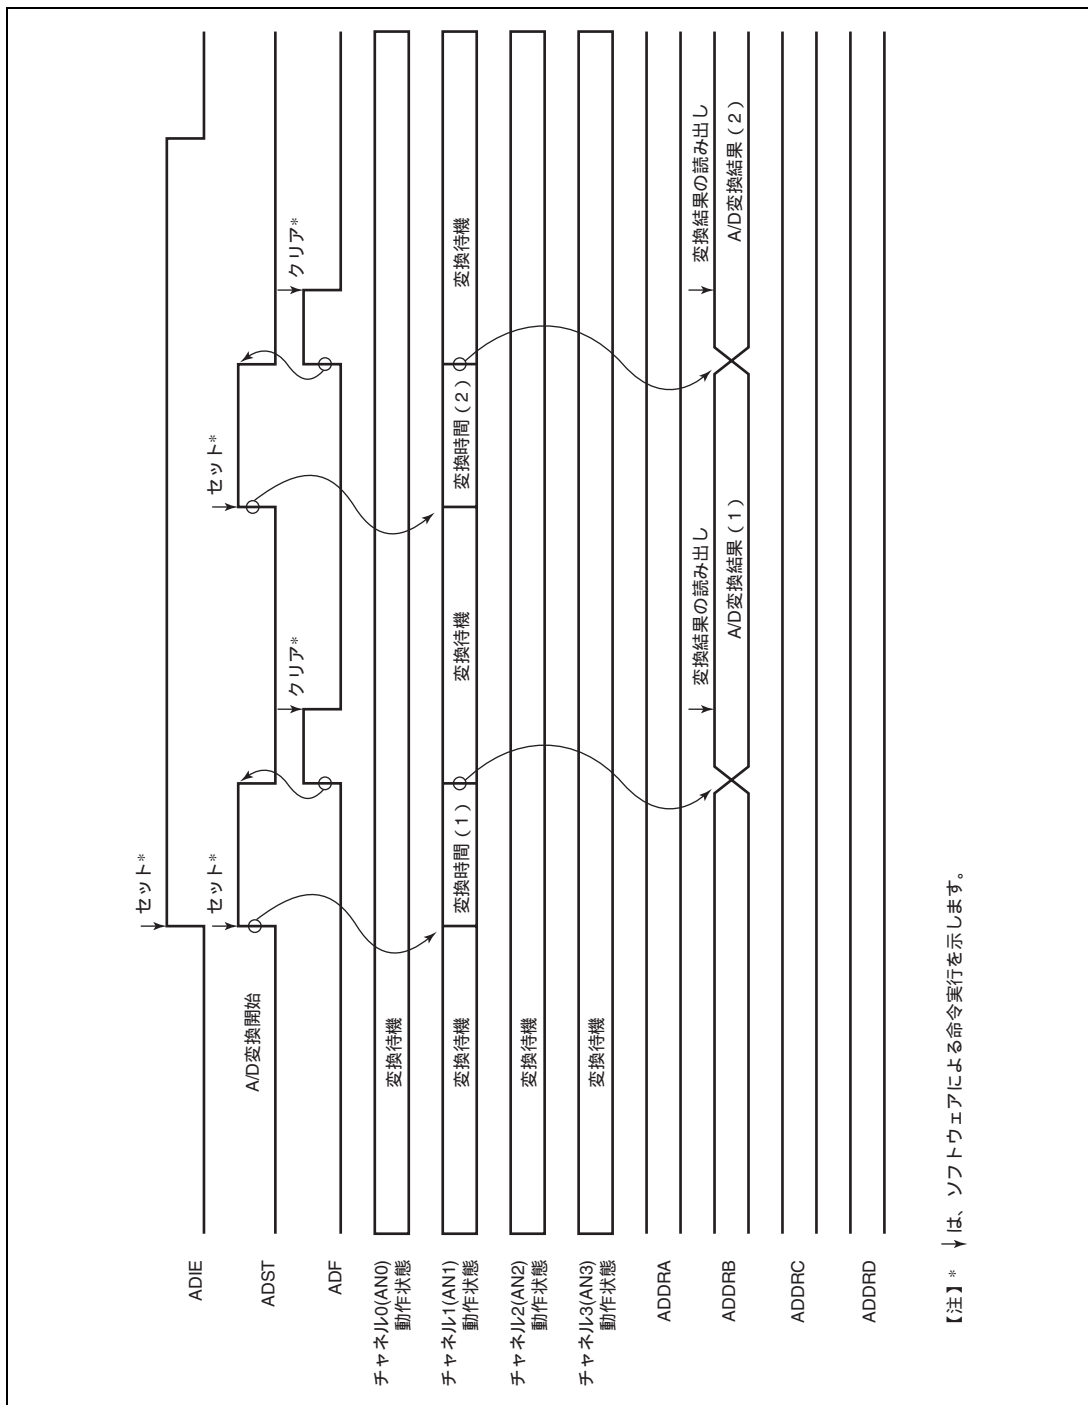 ADIE
セット*
ADST
A/D変換開始
セット*
セット*
ADF
クリア*
クリア*
チャネル0(AN0)
動作状態
変換待機
チャネル1(AN1)
動作状態
変換待機
変換時間（1）
変換待機
変換時間（2）
変換待機
チャネル2(AN2)
動作状態
変換待機
チャネル3(AN3)
動作状態
変換待機
ADDRA
ADDRB
変換結果の読み出し
A/D変換結果（1）
変換結果の読み出し
A/D変換結果（2）
ADDRC
ADDRD
【注】* ↓ は、ソフトウェアによる命令実行を示します。